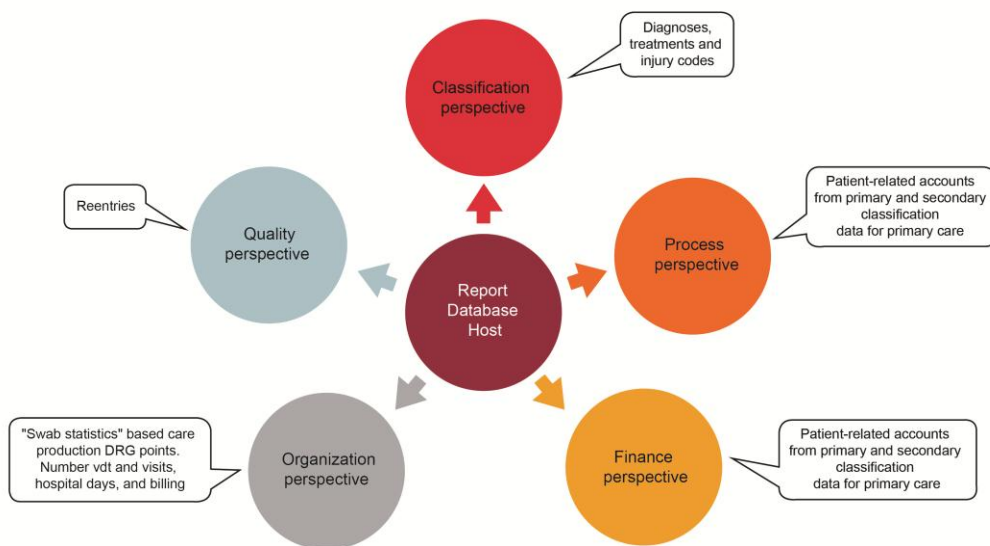 Diagnoses,
treatments and
injury codes
Classification
perspective
Reentries
Quality
perspective
Patient-related accounts
from primary and secondary
classification
data for primary care
Process
perspective
Report
Database
Host
"Swab statistics" based care
production DRG points.
Number vdt and visits,
hospital days, and billing
Organization
perspective
Finance
perspective
Patient-related accounts
from primary and secondary
classification
data for primary care